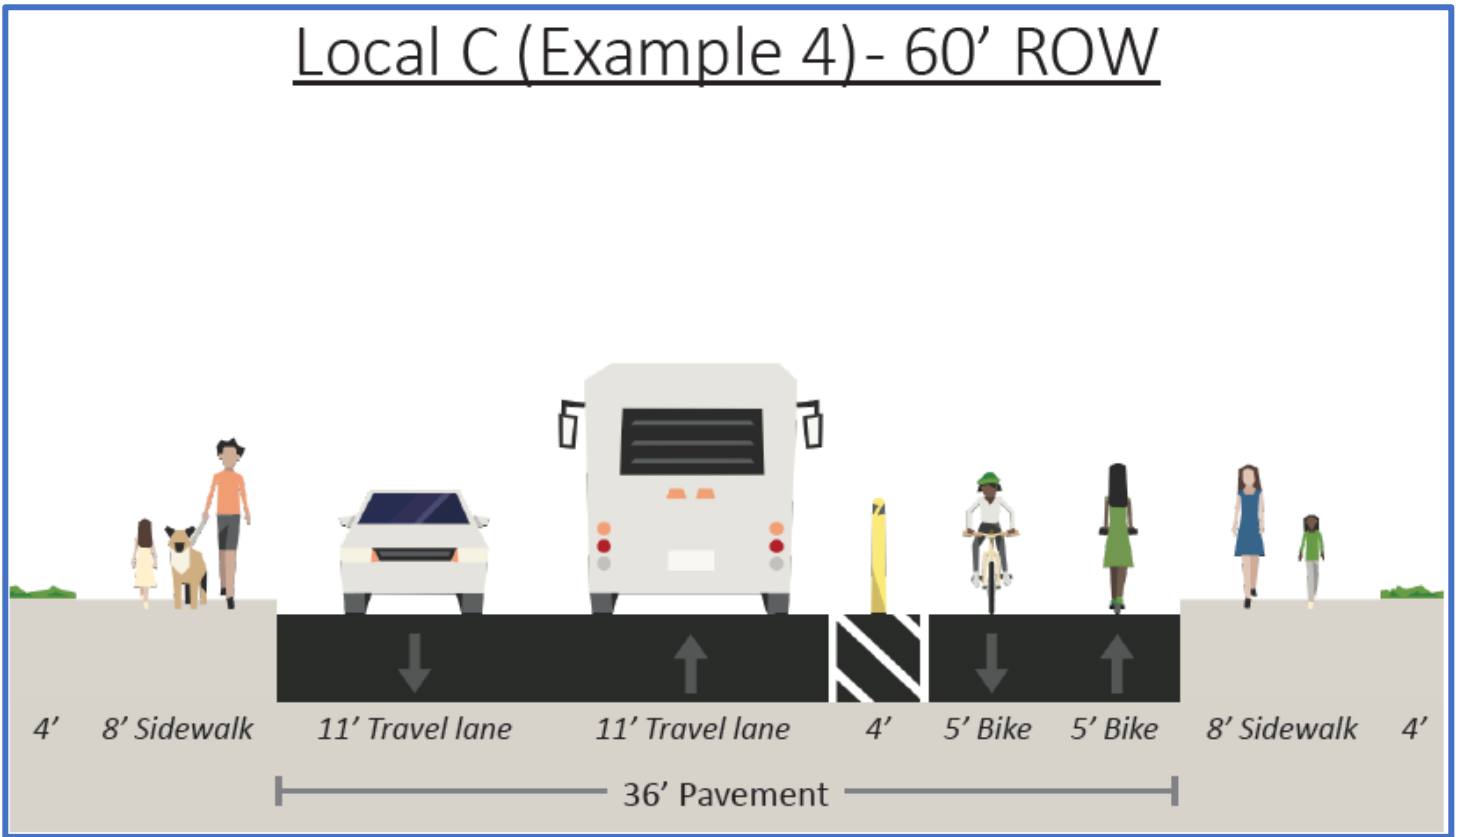 Local C (Example 4)- 60’ ROW
4’ 8’ Sidewalk 11’ Travel lane 11’ Travel lane 4’ 5’ Bike 5’ Bike 8’ Sidewalk 4’
36’ Pavement